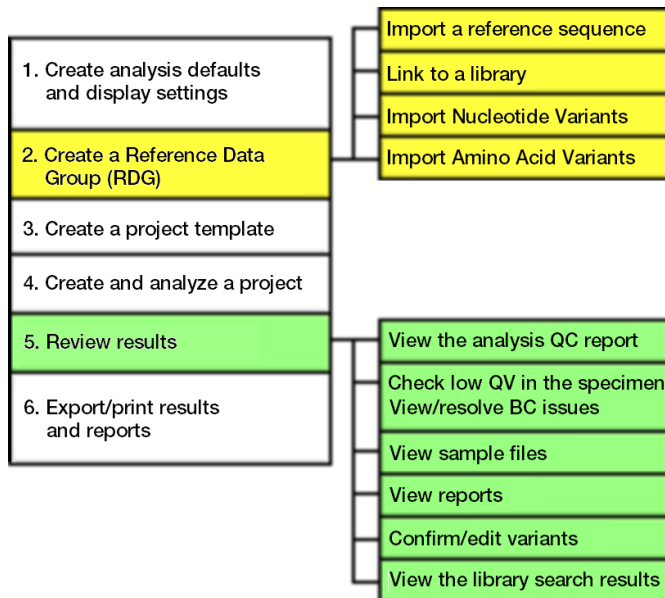 1. Create analysis defaults
and display settings
2. Create a Reference Data
Group (RDG)
3. Create a project template
4. Create and analyze a project
5. Review results
6. Export/print results
and reports
Import a reference sequence
Link to a library
Import Nucleotide Variants
Import Amino Acid Variants
View the analysis QC report
Check low QV in the specimen
View/resolve BC issues
View sample files
View reports
Confirm/edit variants
View the library search results